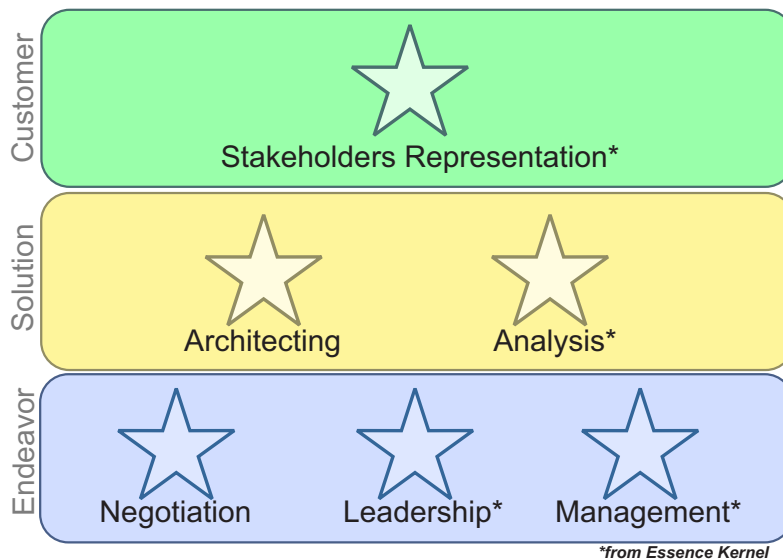 Customer
Stakeholders Representation*
Solution
Architecting
Analysis*
Endeavor
Negotiation
Leadership*
Management*
*from Essence Kernel